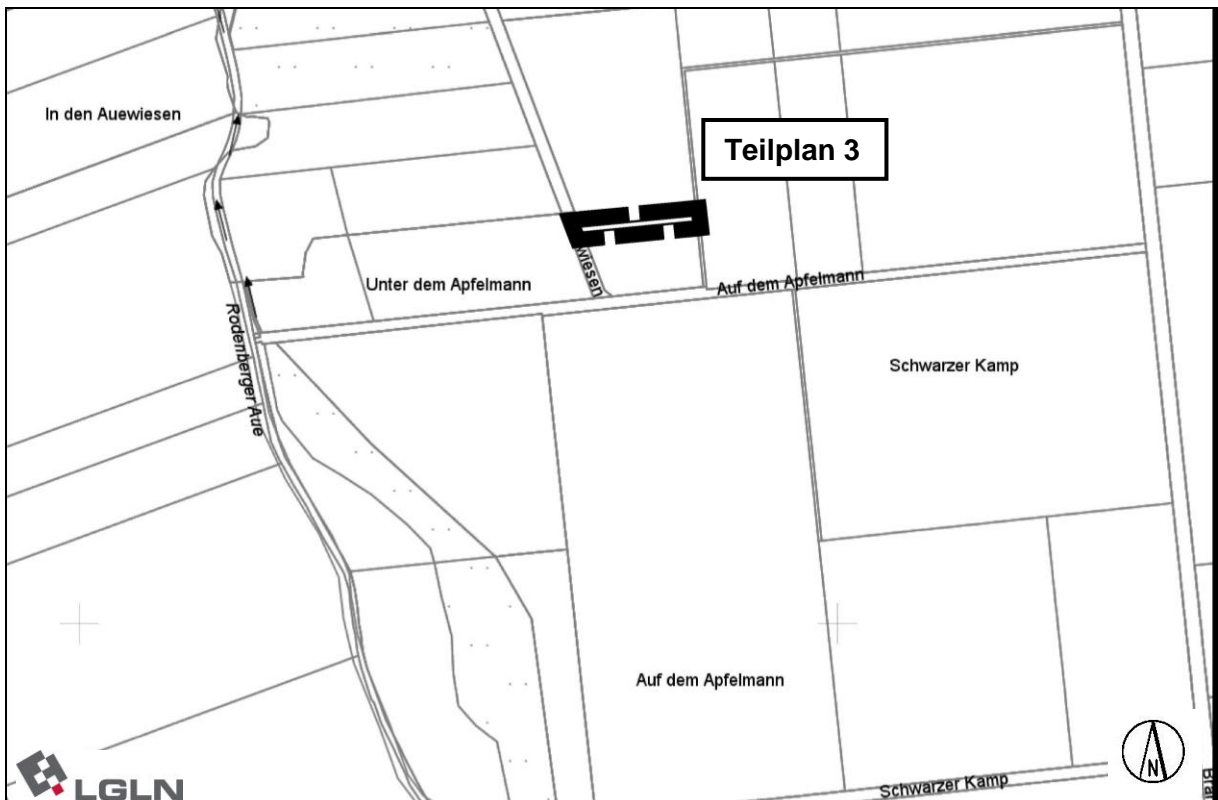 In den Auewiesen
Teilplan 3
wiesen
Unter dem Apfelmann
Auf dem Apfelmann
Rodenberger Aue
Schwarzer Kamp
Auf dem Apfelmann
Schwarzer Kamp
Bra
N
LGLN